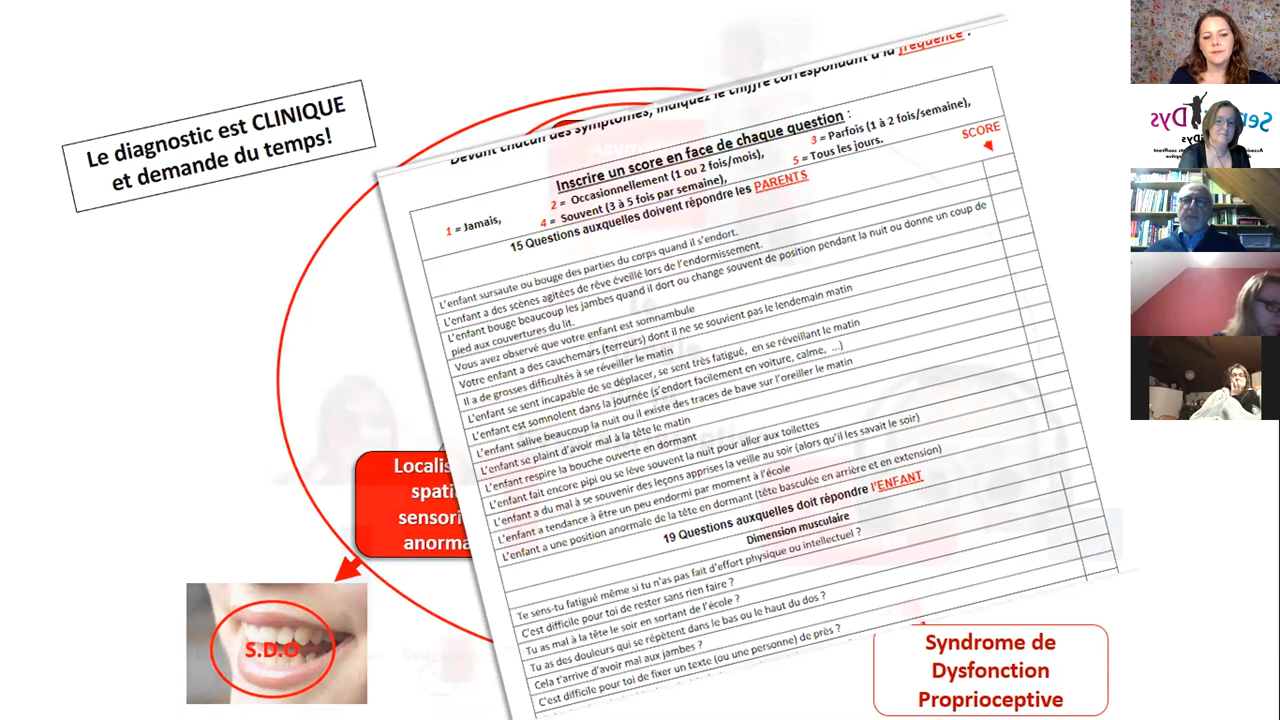 Le diagnostic est CLINIQUE
et demande du temps!
Devant chacun des symptômes, indiquez le chiffre correspondant à la fréquence :
Inscrire un score en face de chaque question :
1 = Jamais,
2 = Occasionnellement (1 ou 2 fois/mois),
3 = Parfois (1 à 2 fois/semaine),
4 = Souvent (3 à 5 fois par semaine),
5 = Tous les jours.
SCORE
15 Questions auxquelles doivent répondre les PARENTS
L'enfant sursaute ou bouge des parties du corps quand il s'endort.
L'enfant a des scènes agitées de rêve éveillé lors de l'endormissement.
L'enfant bouge beaucoup les jambes quand il dort ou change souvent de position pendant la nuit ou donne un coup de
pied aux couvertures du lit.
Vous avez observé que votre enfant est somnambule
Votre enfant a des cauchemars (terreurs) dont il ne se souvient pas le lendemain matin
Il a de grosses difficultés à se réveiller le matin
L'enfant se sent incapable de se déplacer, se sent très fatigué, en se réveillant le matin
L'enfant est somnolent dans la journée (s'endort facilement en voiture, calme, ...)
L'enfant salive beaucoup la nuit ou il existe des traces de bave sur l'oreiller le matin
L'enfant se plaint d'avoir mal à la tête le matin
L'enfant respire la bouche ouverte en dormant
L'enfant fait encore pipi ou se lève souvent la nuit pour aller aux toilettes
L'enfant a du mal à se souvenir des leçons apprises la veille au soir (alors qu'il les savait le soir)
L'enfant a tendance à être un peu endormi par moment à l'école
L'enfant a une position anormale de la tête en dormant (tête basculée en arrière et en extension)
19 Questions auxquelles doit répondre l'ENFANT
Dimension musculaire
Te sens-tu fatigué même si tu n'as pas fait d'effort physique ou intellectuel ?
C'est difficile pour toi de rester sans rien faire ?
Tu as mal à la tête le soir en sortant de l'école ?
Tu as des douleurs qui se répètent dans le bas ou le haut du dos ?
Cela t'arrive d'avoir mal aux jambes ?
C'est difficile pour toi de fixer un texte (ou une personne) de près ?
Localis
spati
sensori
anorma
S.D.O
Syndrome de
Dysfonction
Proprioceptive